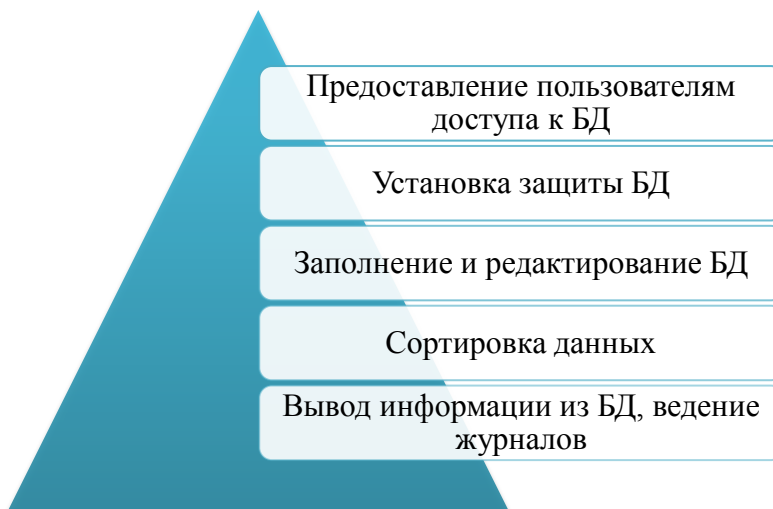 Предоставление пользователям
доступа к БД
Установка защиты БД
Заполнение и редактирование БД
Сортировка данных
Вывод информации из БД, ведение
журналов